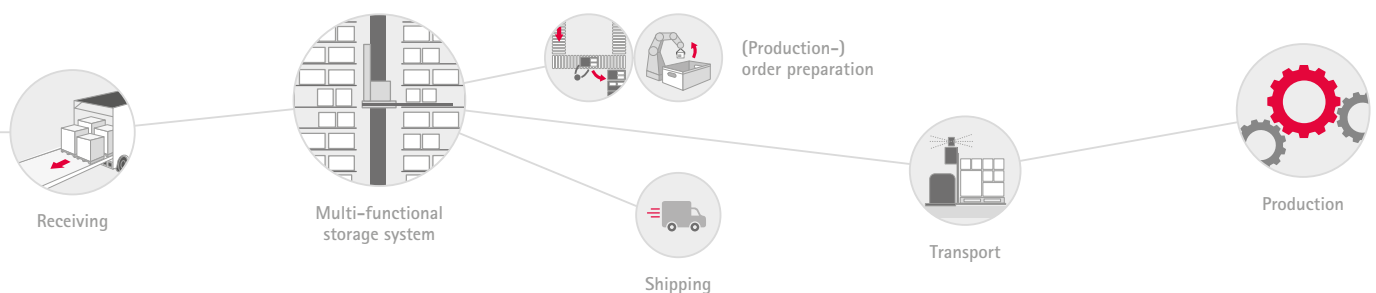 (Production-)
order preparation
Receiving
Multi-functional
storage system
Shipping
Transport
Production